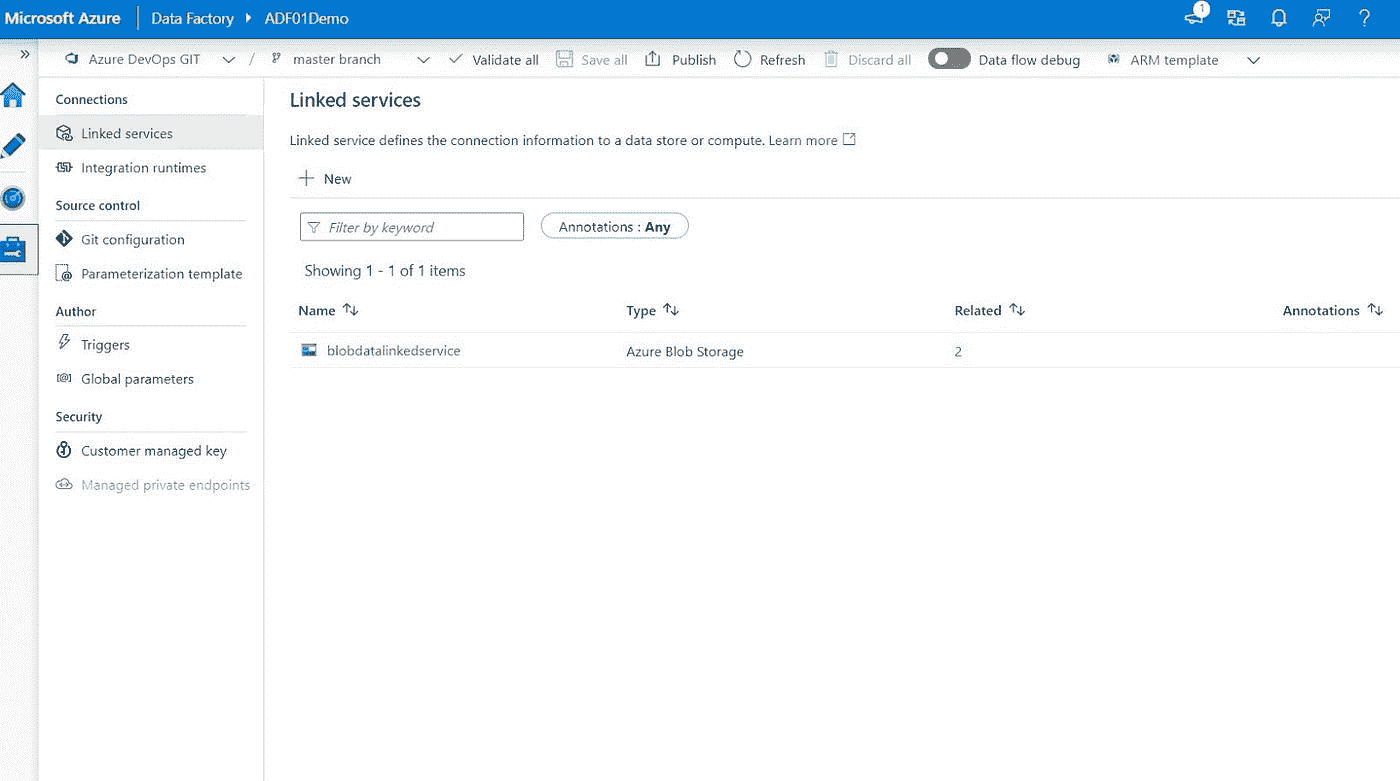 Microsoft Azure Data Factory ADF01Demo 1
Azure DevOps GIT / master branch Validate all Save all Publish Refresh Discard all Data flow debug ARM template
Connections
Linked services
Integration runtimes
Source control
Git configuration
Parameterization template
Author
Triggers
Global parameters
Security
Customer managed key
Managed private endpoints
Linked services
Linked service defines the connection information to a data store or compute. Learn more
New
Filter by keyword Annotations : Any
Showing 1 - 1 of 1 items
Name Type Related Annotations
blobdatalinkedservice Azure Blob Storage 2